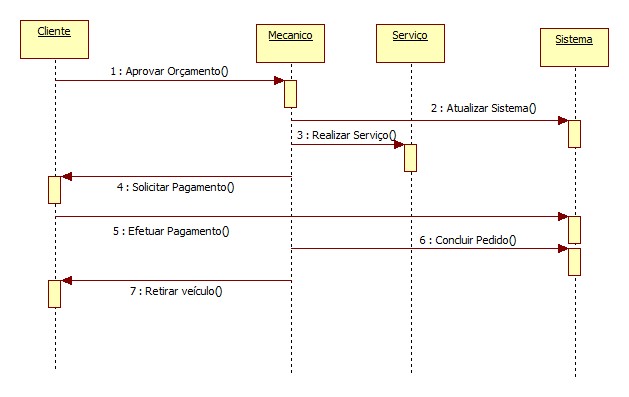 Cliente
Mecanico
Serviço
Sistema
1 : Aprovar Orçamento()
2 : Atualizar Sistema()
3 : Realizar Serviço()
4 : Solicitar Pagamento()
5 : Efetuar Pagamento()
6 : Concluir Pedido()
7 : Retirar veículo()